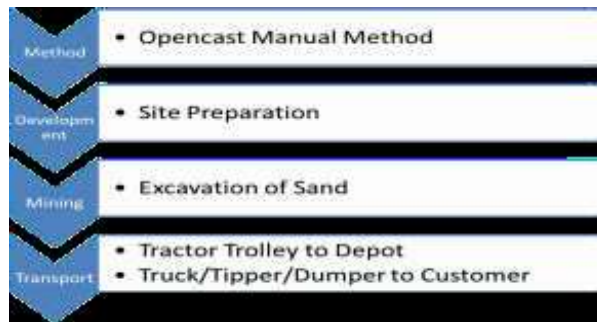 Method
• Opencast Manual Method
Developm
ent
• Site Preparation
Mining
• Excavation of Sand
Transport
• Tractor Trolley to Depot
• Truck/Tipper/Dumper to Customer